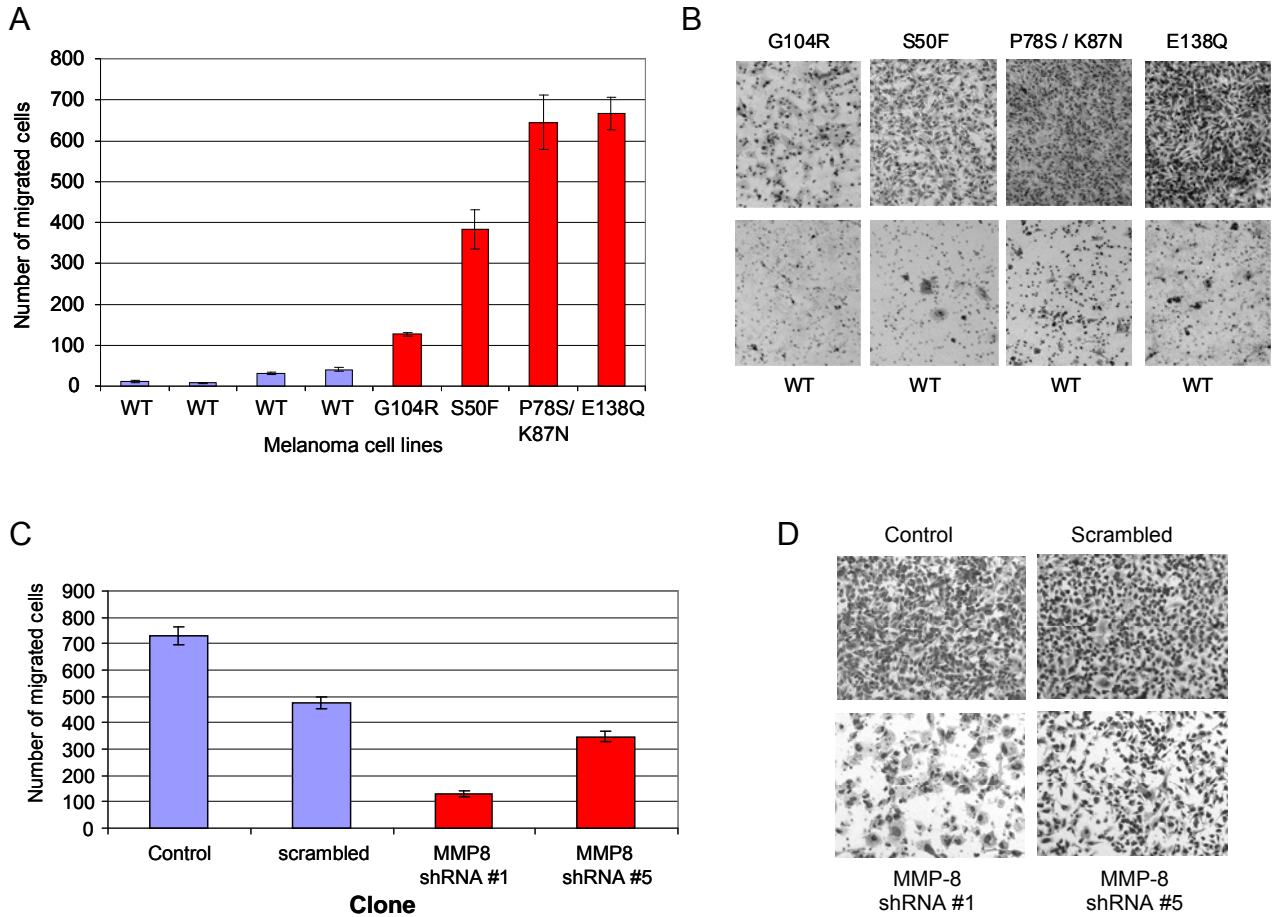 A
800
700
600
500
400
300
200
100
0
Number of migrated cells
WT WT WT WT G104R S50F P78S/ E138Q
K87N
Melanoma cell lines
B
G104R S50F P78S / K87N E138Q
WT WT WT WT
C
900
800
700
600
500
400
300
200
100
0
Number of migrated cells
Control scrambled MMP8 MMP8
shRNA #1 shRNA #5
Clone
D
Control Scrambled
MMP-8 MMP-8
shRNA #1 shRNA #5